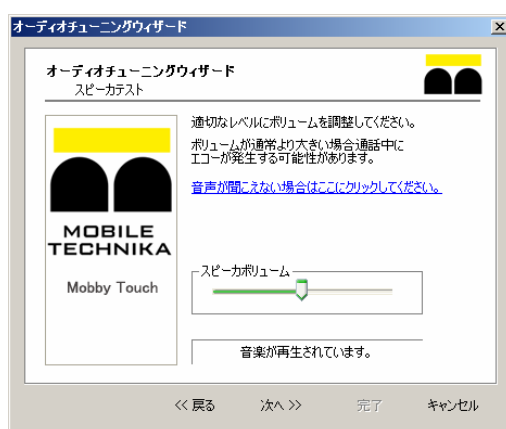 オーディオチューニングウィザード
オーディオチューニングウィザード
スピーカテスト
適切なレベルにボリュームを調整してください。
ボリュームが通常より大きい場合通話中に
エコーが発生する可能性があります。
音声が聞こえない場合はここにクリックしてください。
MOBILE
TECHNIKA
Mobby Touch
スピーカボリューム
音楽が再生されています。
<< 戻る 次へ >> 完了 キャンセル